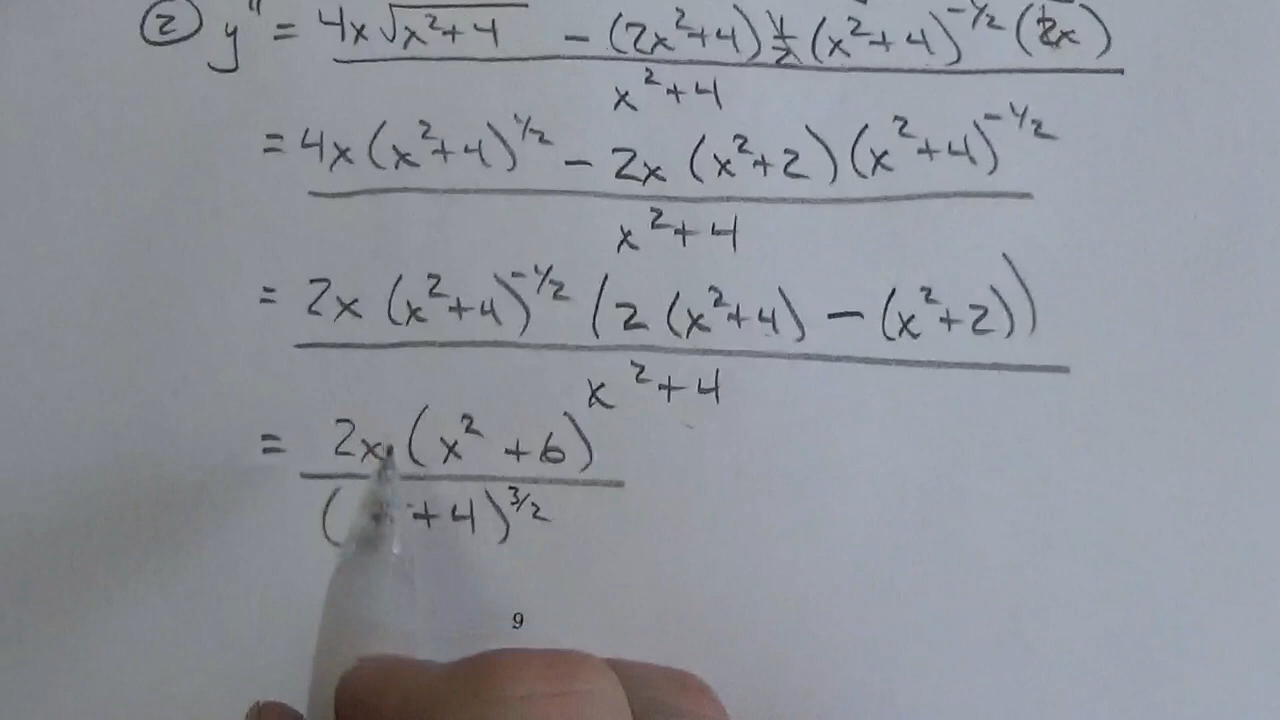 ② y" = 4x√(x²+4) - (2x²+4) ½ (x²+4)^(-1/2) (2x)
x²+4
= 4x(x²+4)^(1/2) - 2x(x²+2)(x²+4)^(-1/2)
x²+4
= 2x(x²+4)^(-1/2) (2(x²+4) - (x²+2))
x²+4
= 2x(x²+6)
( +4)^(3/2)
9